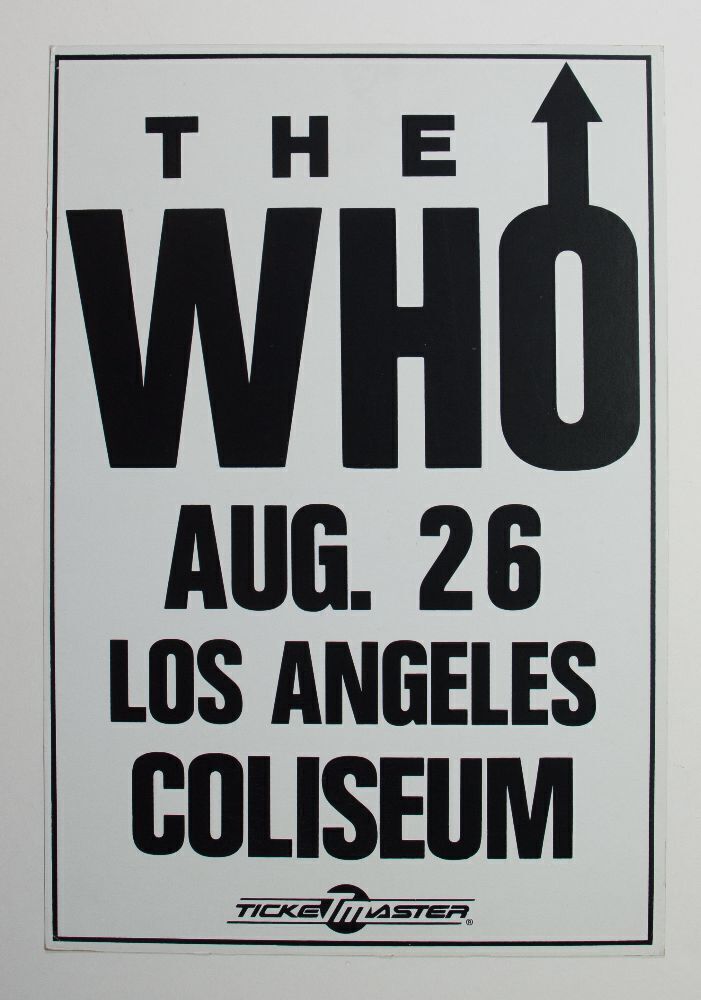 THE
WHO
AUG. 26
LOS ANGELES
COLISEUM
TICKETMASTER®